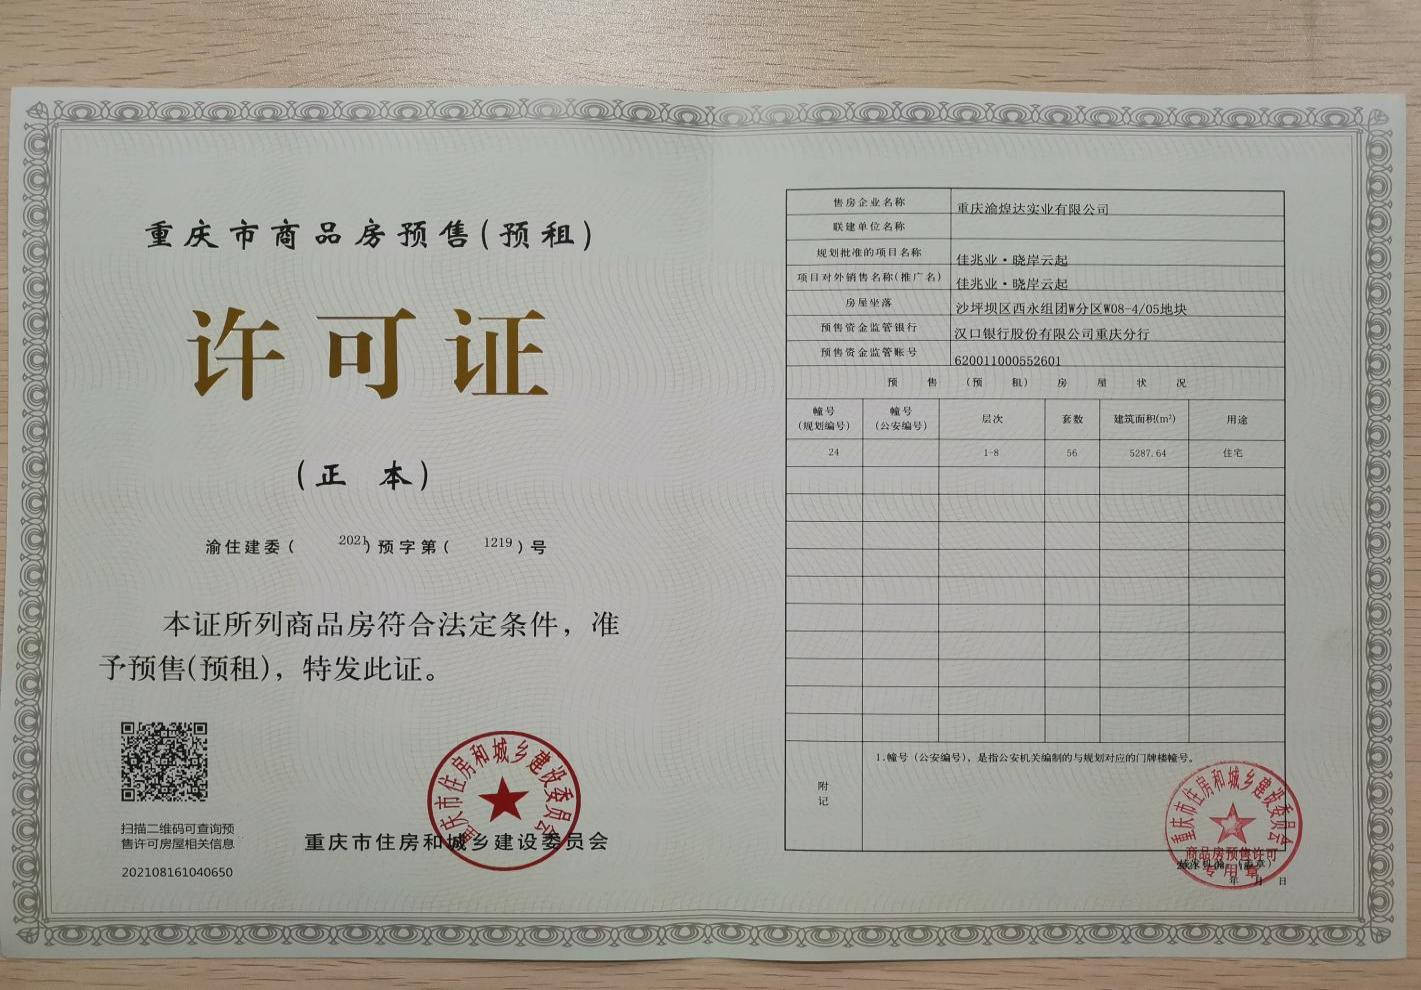 重庆市商品房预售(预租)
许可证
(正 本)
渝住建委( 2021)预字第( 1219 )号
本证所列商品房符合法定条件，准
予预售(预租)，特发此证。
扫描二维码可查询预
售许可房屋相关信息
202108161040650
重庆市住房和城乡建设委员会
重庆市住房和城乡建设委员会
售房企业名称 重庆渝煌达实业有限公司
联建单位名称
规划批准的项目名称 佳兆业·晓岸云起
项目对外销售名称(推广名) 佳兆业·晓岸云起
房屋坐落 沙坪坝区西永组团W分区W08-4/05地块
预售资金监管银行 汉口银行股份有限公司重庆分行
预售资金监管账号 620011000552601
预 售 (预 租) 房 屋 状 况
幢号 幢号 层次 套数 建筑面积(m²) 用途
(规划编号) (公安编号)
24 1-8 56 5287.64 住宅
附
记
1.幢号（公安编号），是指公安机关编制的与规划对应的门牌楼幢号。
重庆市住房和城乡建设委员会
商品房预售许可
专用章
年 月 日